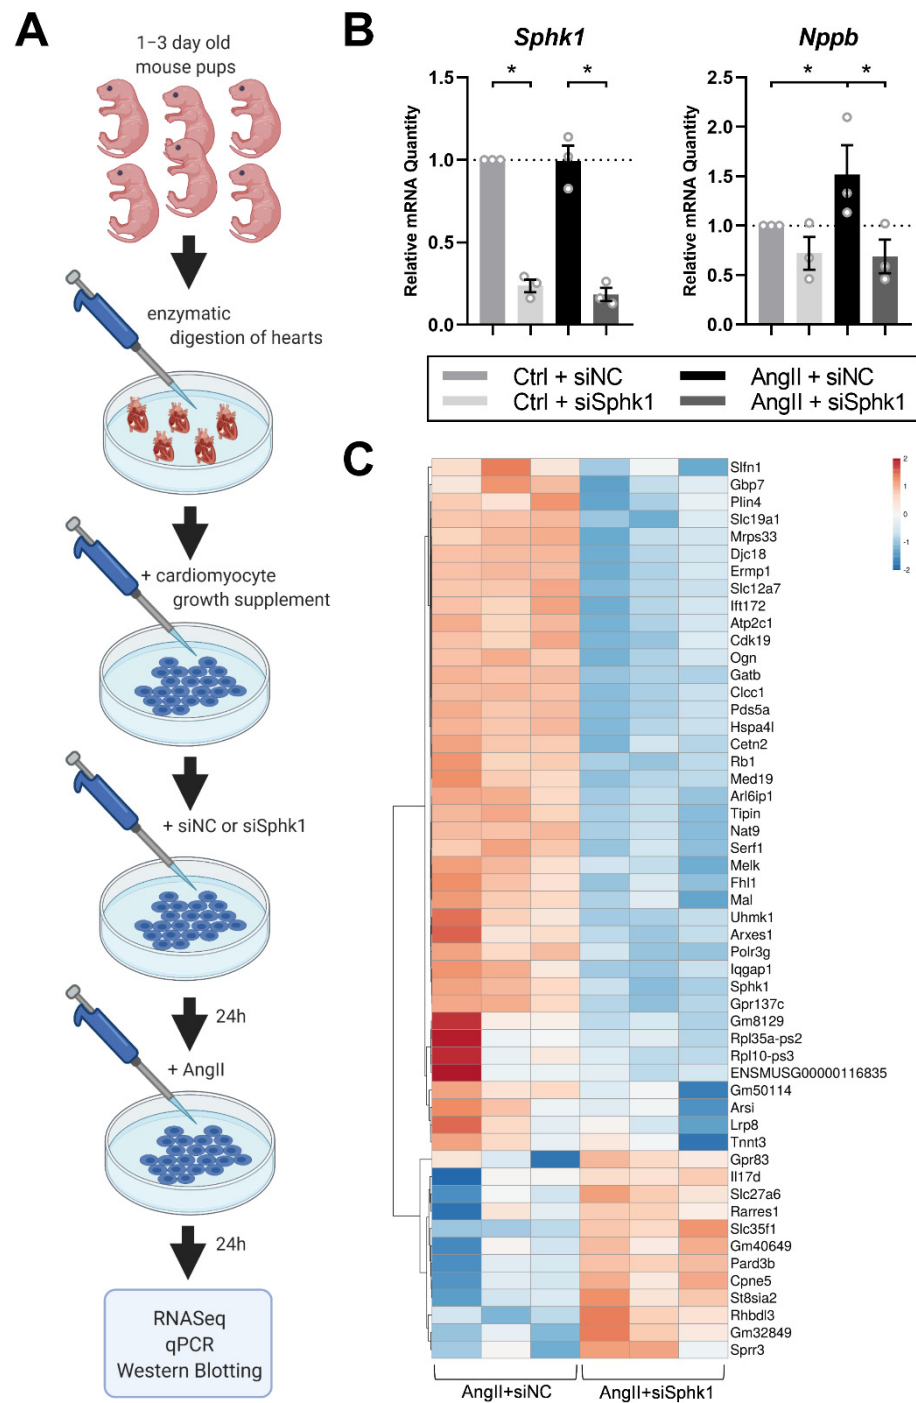 A
1–3 day old
mouse pups
enzymatic
digestion of hearts
+ cardiomyocyte
growth supplement
+ siNC or siSphk1
24h
+ AngII
24h
RNASeq
qPCR
Western Blotting
B
Sphk1
Relative mRNA Quantity
1.5
1.0
0.5
0.0
*
*
Nppb
Relative mRNA Quantity
2.5
2.0
1.5
1.0
0.5
0.0
*
*
Ctrl + siNC
AngII + siNC
Ctrl + siSphk1
AngII + siSphk1
C
Slfn1
Gbp7
Plin4
Slc19a1
Mrps33
Djc18
Ermp1
Slc12a7
Ift172
Atp2c1
Cdk19
Ogn
Gatb
Clcc1
Pds5a
Hspa4l
Cetn2
Rb1
Med19
Arl6ip1
Tipin
Nat9
Serf1
Melk
Fhl1
Mal
Uhmk1
Arxes1
Polr3g
Iqgap1
Sphk1
Gpr137c
Gm8129
Rpl35a-ps2
Rpl10-ps3
ENSMUSG00000116835
Gm50114
Arsi
Lrp8
Tnnt3
Gpr83
Il17d
Slc27a6
Rarres1
Slc35f1
Gm40649
Pard3b
Cpne5
St8sia2
Rhbdl3
Gm32849
Sprr3
2
1
0
-1
-2
AngII+siNC
AngII+siSphk1